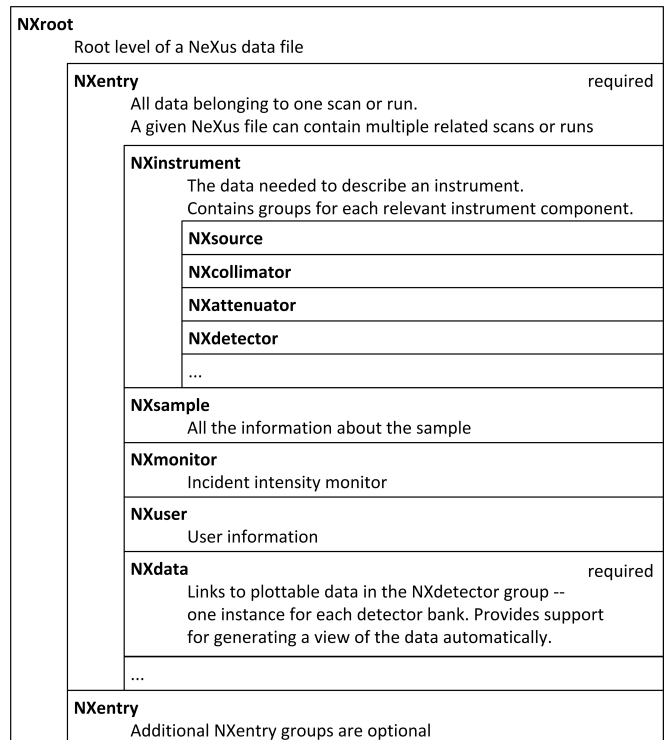 NXroot
Root level of a NeXus data file
NXentry required
All data belonging to one scan or run.
A given NeXus file can contain multiple related scans or runs
NXinstrument
The data needed to describe an instrument.
Contains groups for each relevant instrument component.
NXsource
NXcollimator
NXattenuator
NXdetector
...
NXsample
All the information about the sample
NXmonitor
Incident intensity monitor
NXuser
User information
NXdata required
Links to plottable data in the NXdetector group --
one instance for each detector bank. Provides support
for generating a view of the data automatically.
...
NXentry
Additional NXentry groups are optional